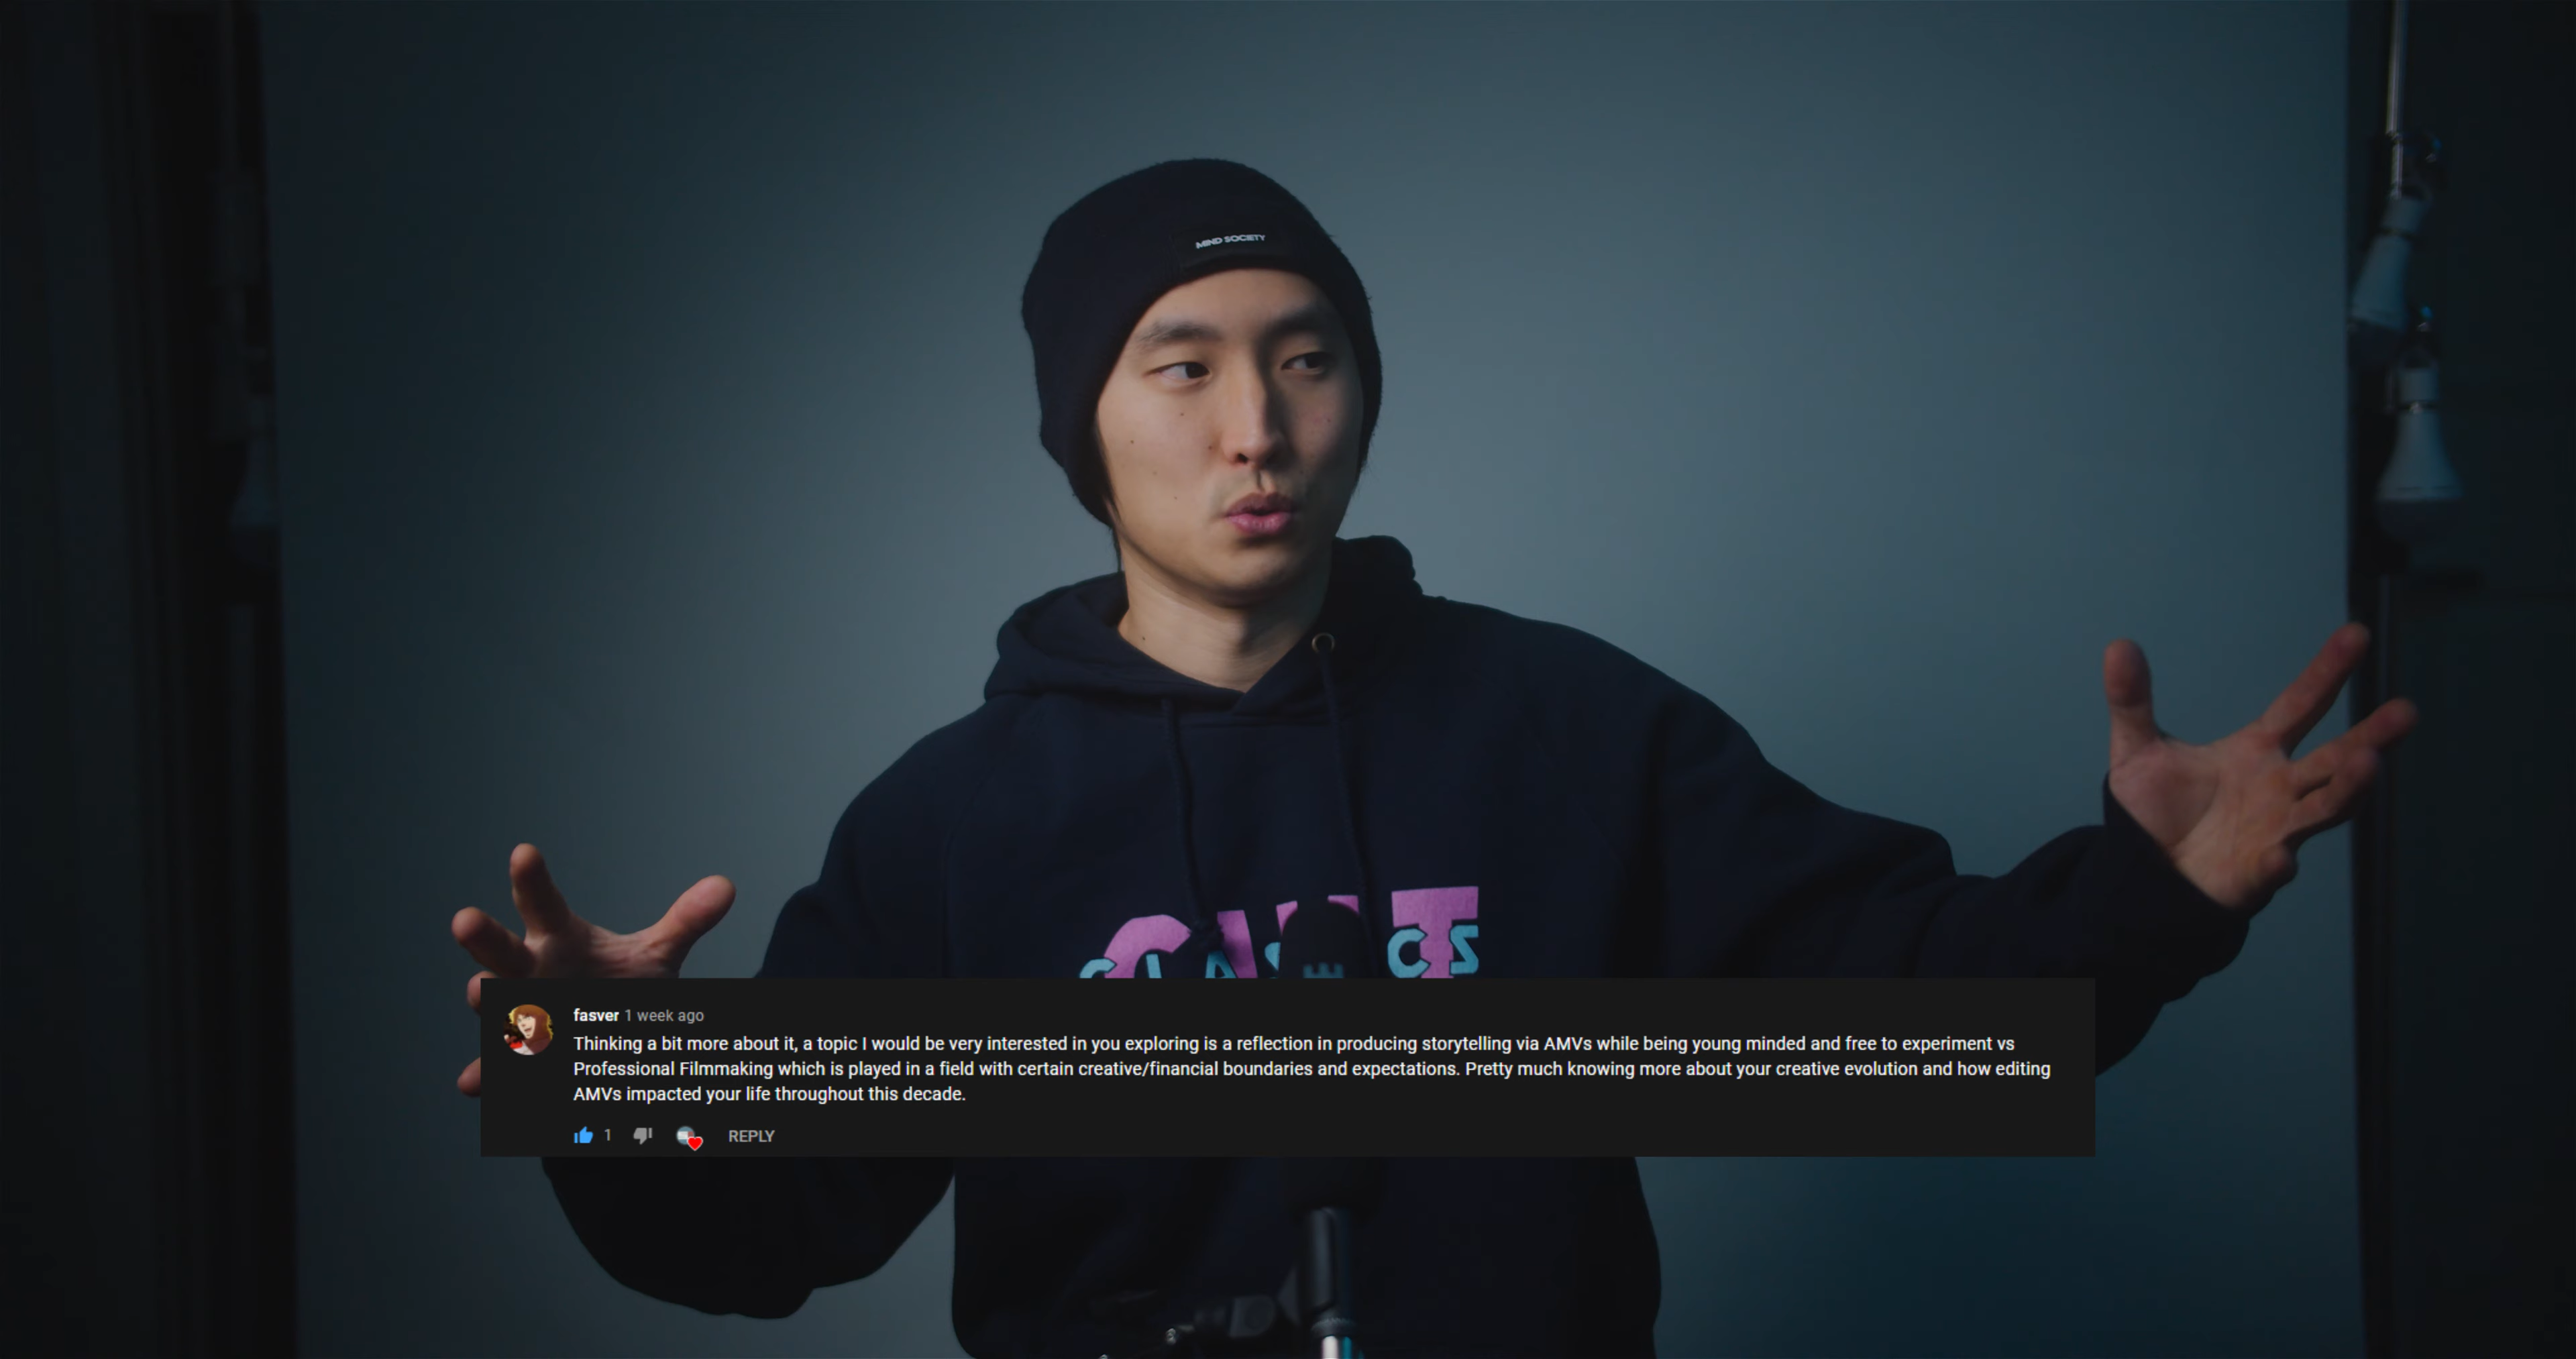 MIND SOCIETY
fasver 1 week ago
Thinking a bit more about it, a topic I would be very interested in you exploring is a reflection in producing storytelling via AMVs while being young minded and free to experiment vs
Professional Filmmaking which is played in a field with certain creative/financial boundaries and expectations. Pretty much knowing more about your creative evolution and how editing
AMVs impacted your life throughout this decade.
1 REPLY